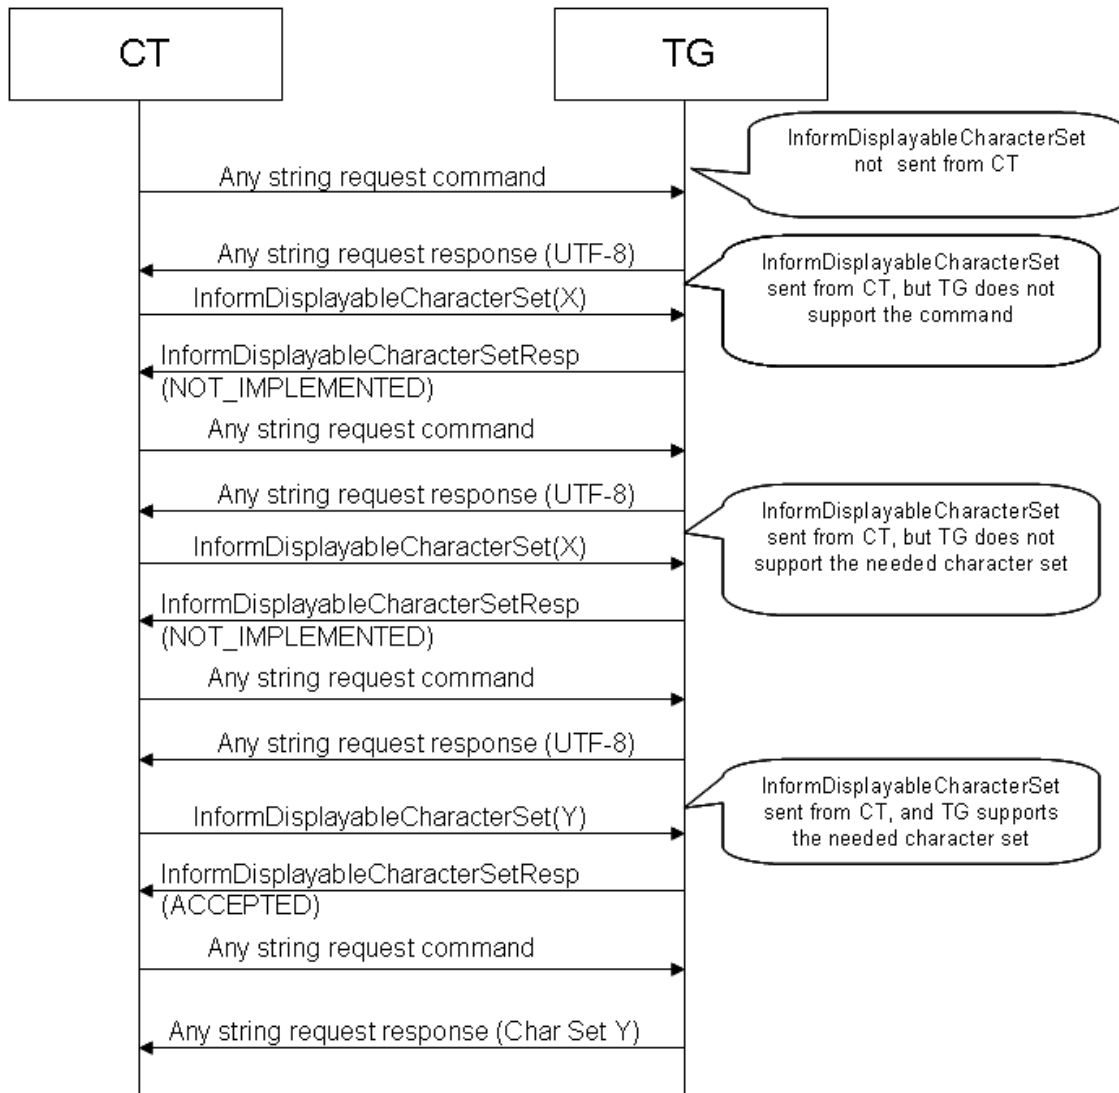 CT
TG
InformDisplayableCharacterSet
not sent from CT
Any string request command
Any string request response (UTF-8)
InformDisplayableCharacterSet
sent from CT, but TG does not
support the command
InformDisplayableCharacterSet(X)
InformDisplayableCharacterSetResp
(NOT_IMPLEMENTED)
Any string request command
Any string request response (UTF-8)
InformDisplayableCharacterSet
sent from CT, but TG does not
support the needed character set
InformDisplayableCharacterSet(X)
InformDisplayableCharacterSetResp
(NOT_IMPLEMENTED)
Any string request command
Any string request response (UTF-8)
InformDisplayableCharacterSet
sent from CT, and TG supports
the needed character set
InformDisplayableCharacterSet(Y)
InformDisplayableCharacterSetResp
(ACCEPTED)
Any string request command
Any string request response (Char Set Y)